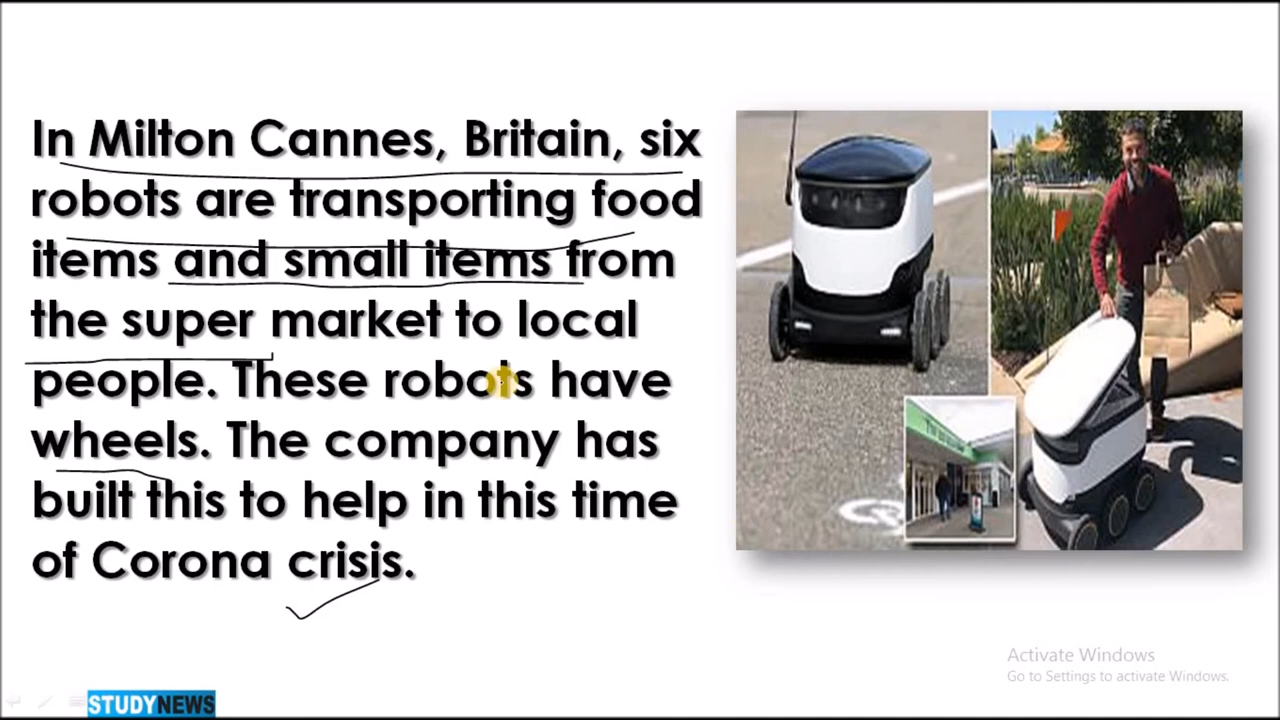 In Milton Cannes, Britain, six
robots are transporting food
items and small items from
the super market to local
people. These robots have
wheels. The company has
built this to help in this time
of Corona crisis.
Activate Windows
Go to Settings to activate Windows.
STUDYNEWS